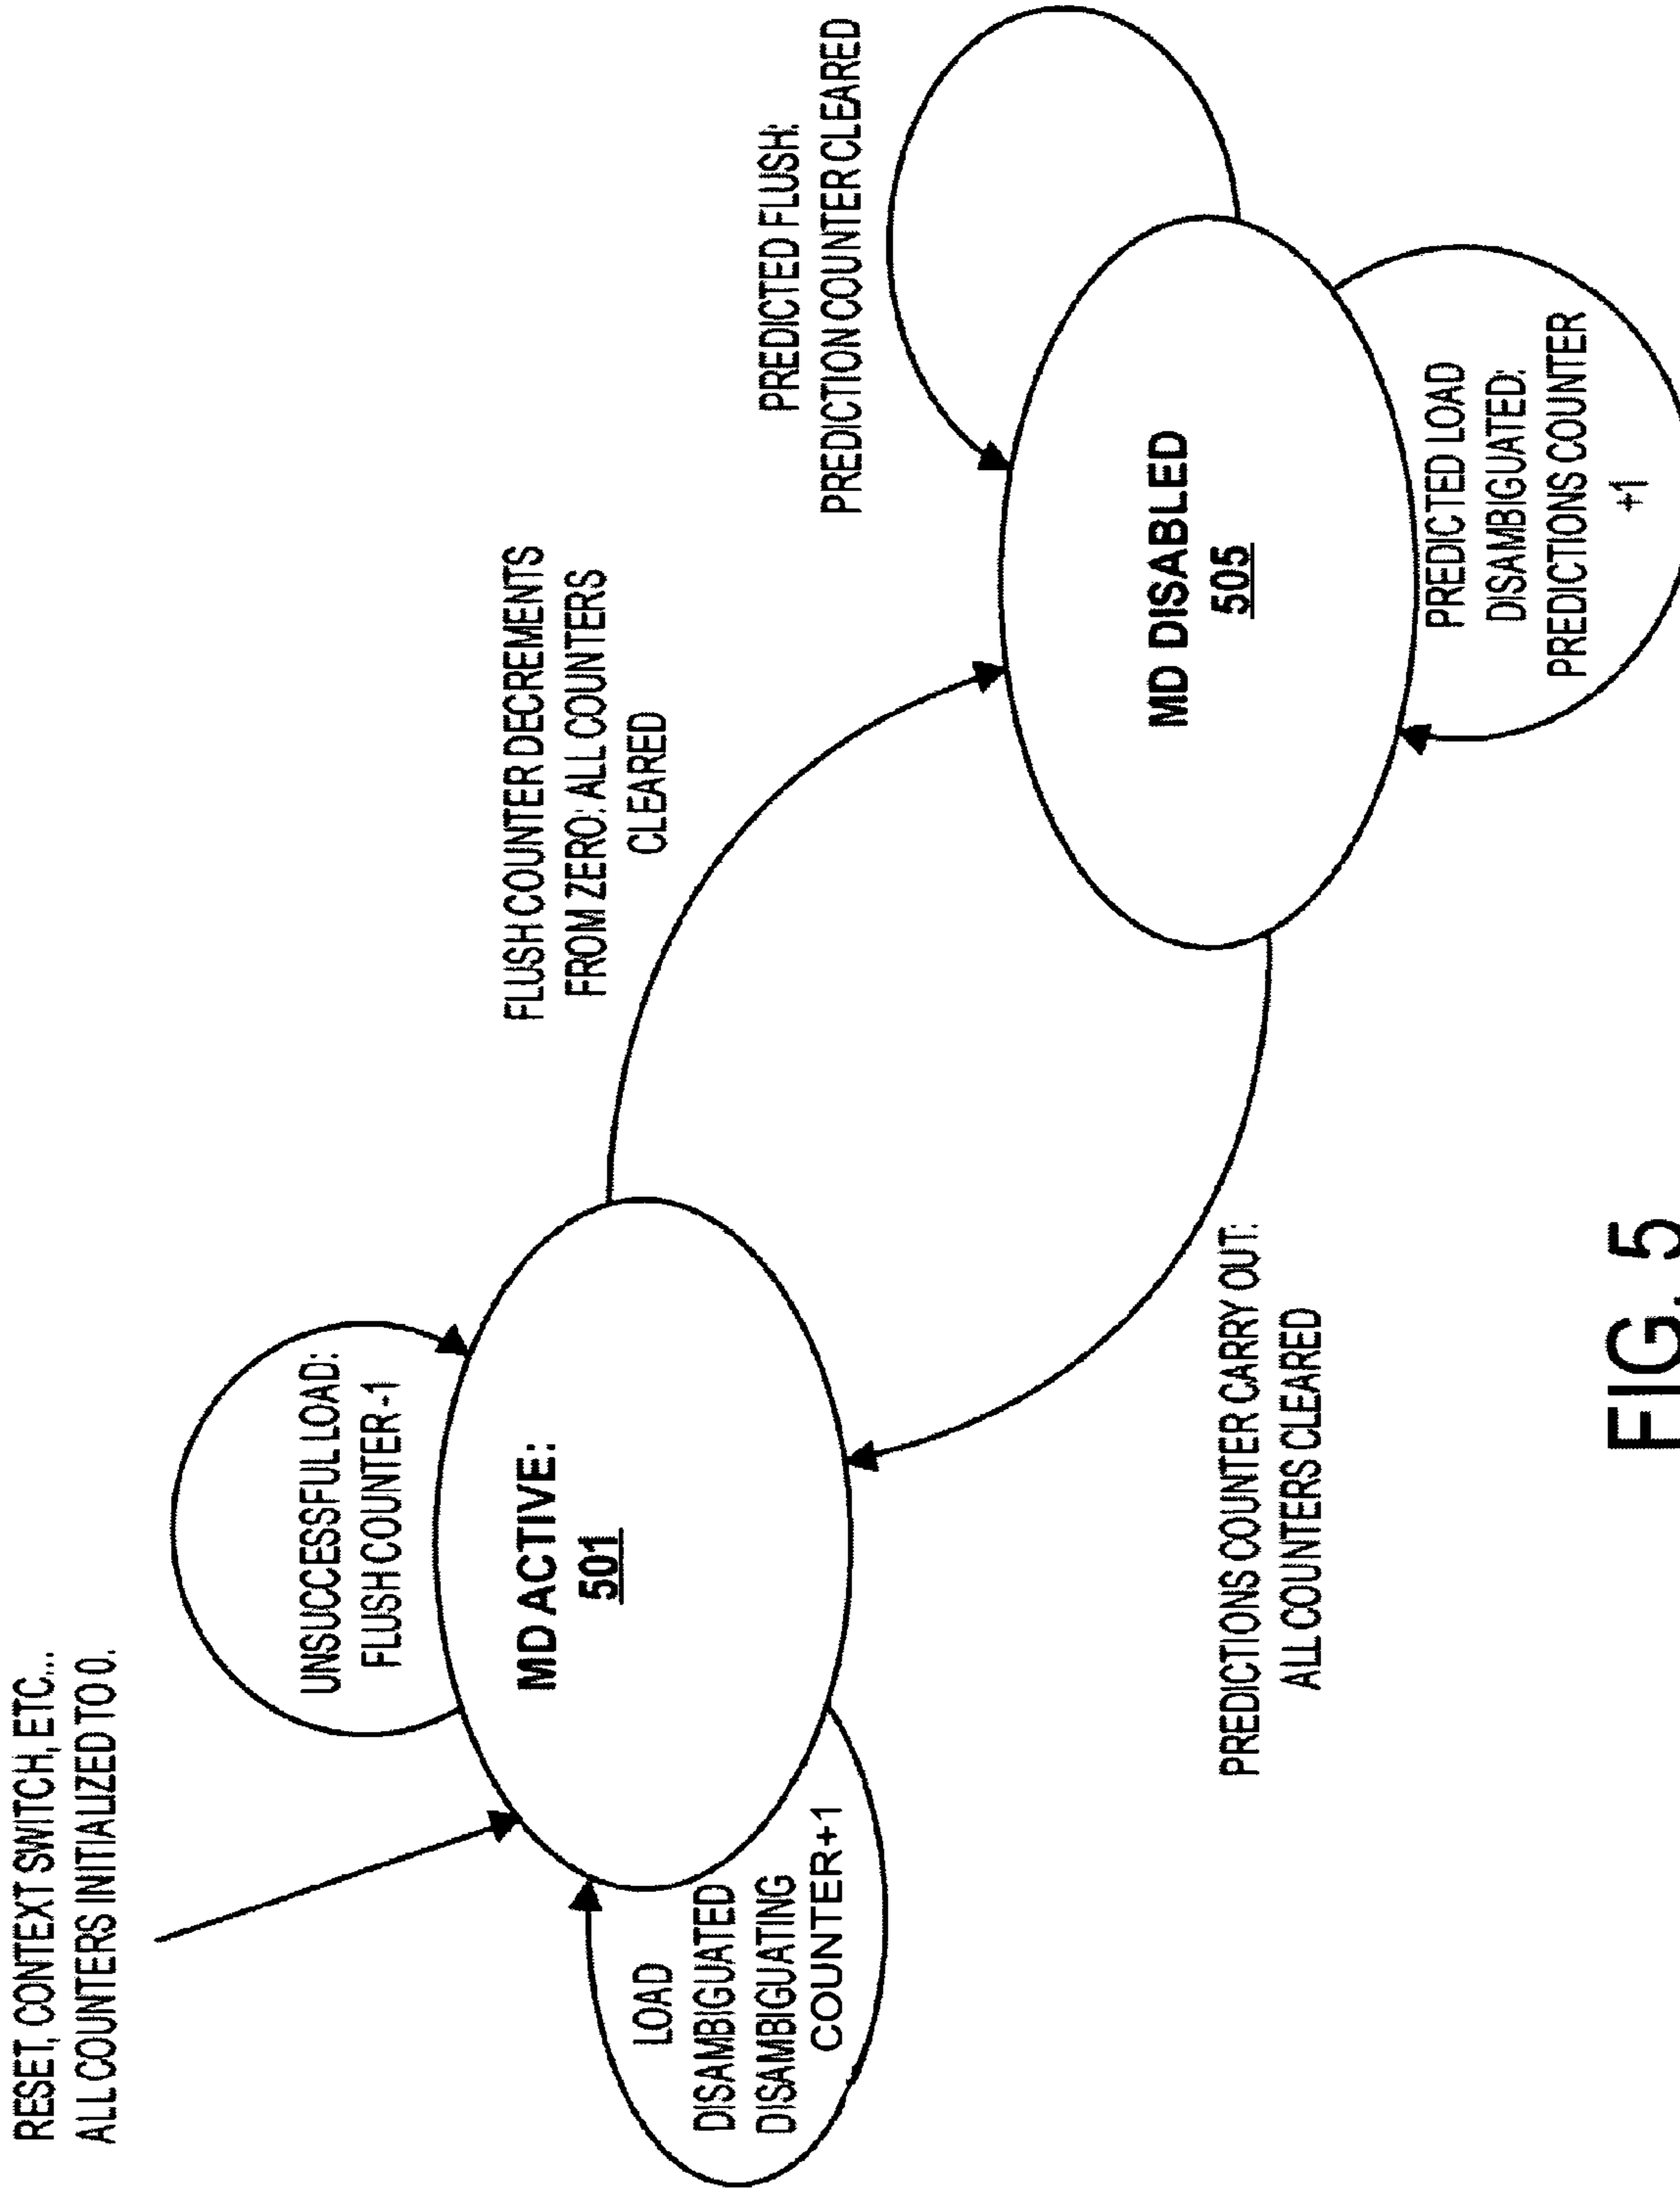 RESET, CONTEXT SWITCH, ETC...
ALL COUNTERS INITIALIZED TO 0.
UNSUCCESSFUL LOAD:
FLUSH COUNTER -1
MD ACTIVE:
501
LOAD
DISAMBIGUATED
DISAMBIGUATING
COUNTER+1
FLUSH COUNTER DECREMENTS
FROM ZERO: ALL COUNTERS
CLEARED
PREDICTIONS COUNTER CARRY OUT:
ALL COUNTERS CLEARED
PREDICTED FLUSH:
PREDICTION COUNTER CLEARED
MD DISABLED
505
PREDICTED LOAD
DISAMBIGUATED:
PREDICTIONS COUNTER
+1
FIG. 5